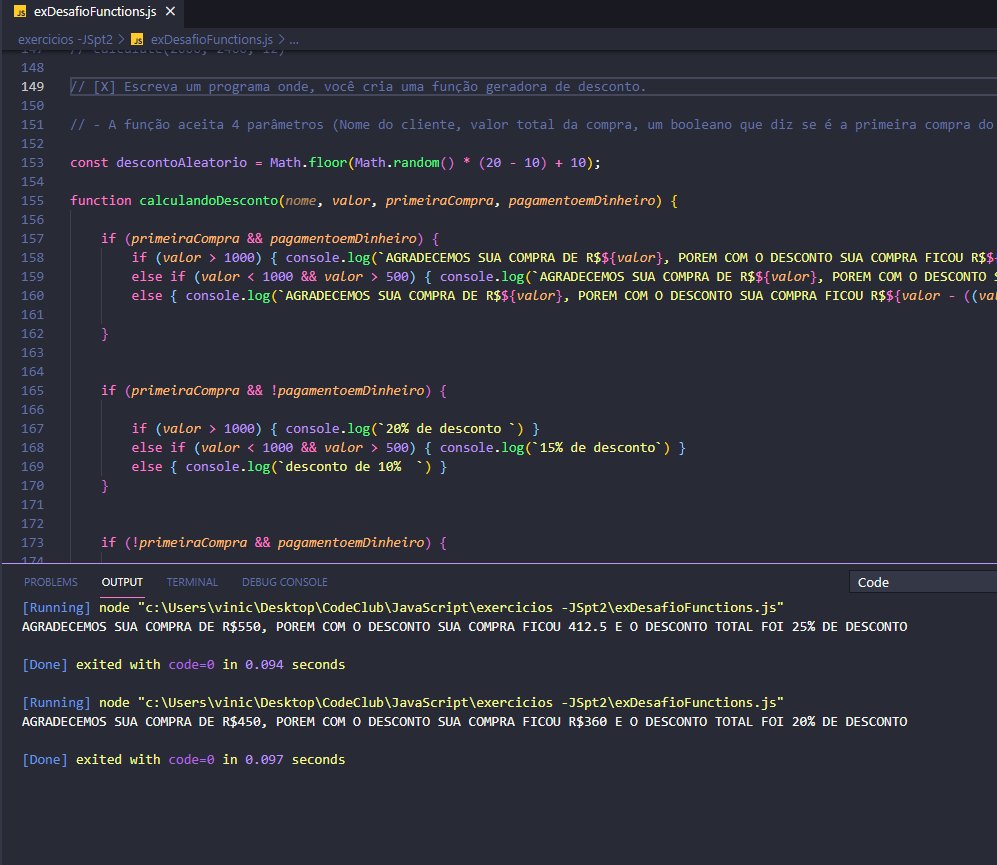 JS exDesafioFunctions.js ×
exercicios -JSpt2 > JS exDesafioFunctions.js > ...
147 // Calculate(2000, 2400, 12)
148
149 // [X] Escreva um programa onde, você cria uma função geradora de desconto.
150
151 // - A função aceita 4 parâmetros (Nome do cliente, valor total da compra, um booleano que diz se é a primeira compra do
152
153 const descontoAleatorio = Math.floor(Math.random() * (20 - 10) + 10);
154
155 function calculandoDesconto(nome, valor, primeiraCompra, pagamentoemDinheiro) {
156
157 if (primeiraCompra && pagamentoemDinheiro) {
158 if (valor > 1000) { console.log(`AGRADECEMOS SUA COMPRA DE R$${valor}, POREM COM O DESCONTO SUA COMPRA FICOU R$$
159 else if (valor < 1000 && valor > 500) { console.log(`AGRADECEMOS SUA COMPRA DE R$${valor}, POREM COM O DESCONTO
160 else { console.log(`AGRADECEMOS SUA COMPRA DE R$${valor}, POREM COM O DESCONTO SUA COMPRA FICOU R$${valor - ((va
161
162 }
163
164
165 if (primeiraCompra && !pagamentoemDinheiro) {
166
167 if (valor > 1000) { console.log(`20% de desconto `) }
168 else if (valor < 1000 && valor > 500) { console.log(`15% de desconto`) }
169 else { console.log(`desconto de 10%  `) }
170 }
171
172
173 if (!primeiraCompra && pagamentoemDinheiro) {
174
PROBLEMS OUTPUT TERMINAL DEBUG CONSOLE Code
[Running] node "c:\Users\vinic\Desktop\CodeClub\JavaScript\exercicios -JSpt2\exDesafioFunctions.js"
AGRADECEMOS SUA COMPRA DE R$550, POREM COM O DESCONTO SUA COMPRA FICOU 412.5 E O DESCONTO TOTAL FOI 25% DE DESCONTO
[Done] exited with code=0 in 0.094 seconds
[Running] node "c:\Users\vinic\Desktop\CodeClub\JavaScript\exercicios -JSpt2\exDesafioFunctions.js"
AGRADECEMOS SUA COMPRA DE R$450, POREM COM O DESCONTO SUA COMPRA FICOU R$360 E O DESCONTO TOTAL FOI 20% DE DESCONTO
[Done] exited with code=0 in 0.097 seconds